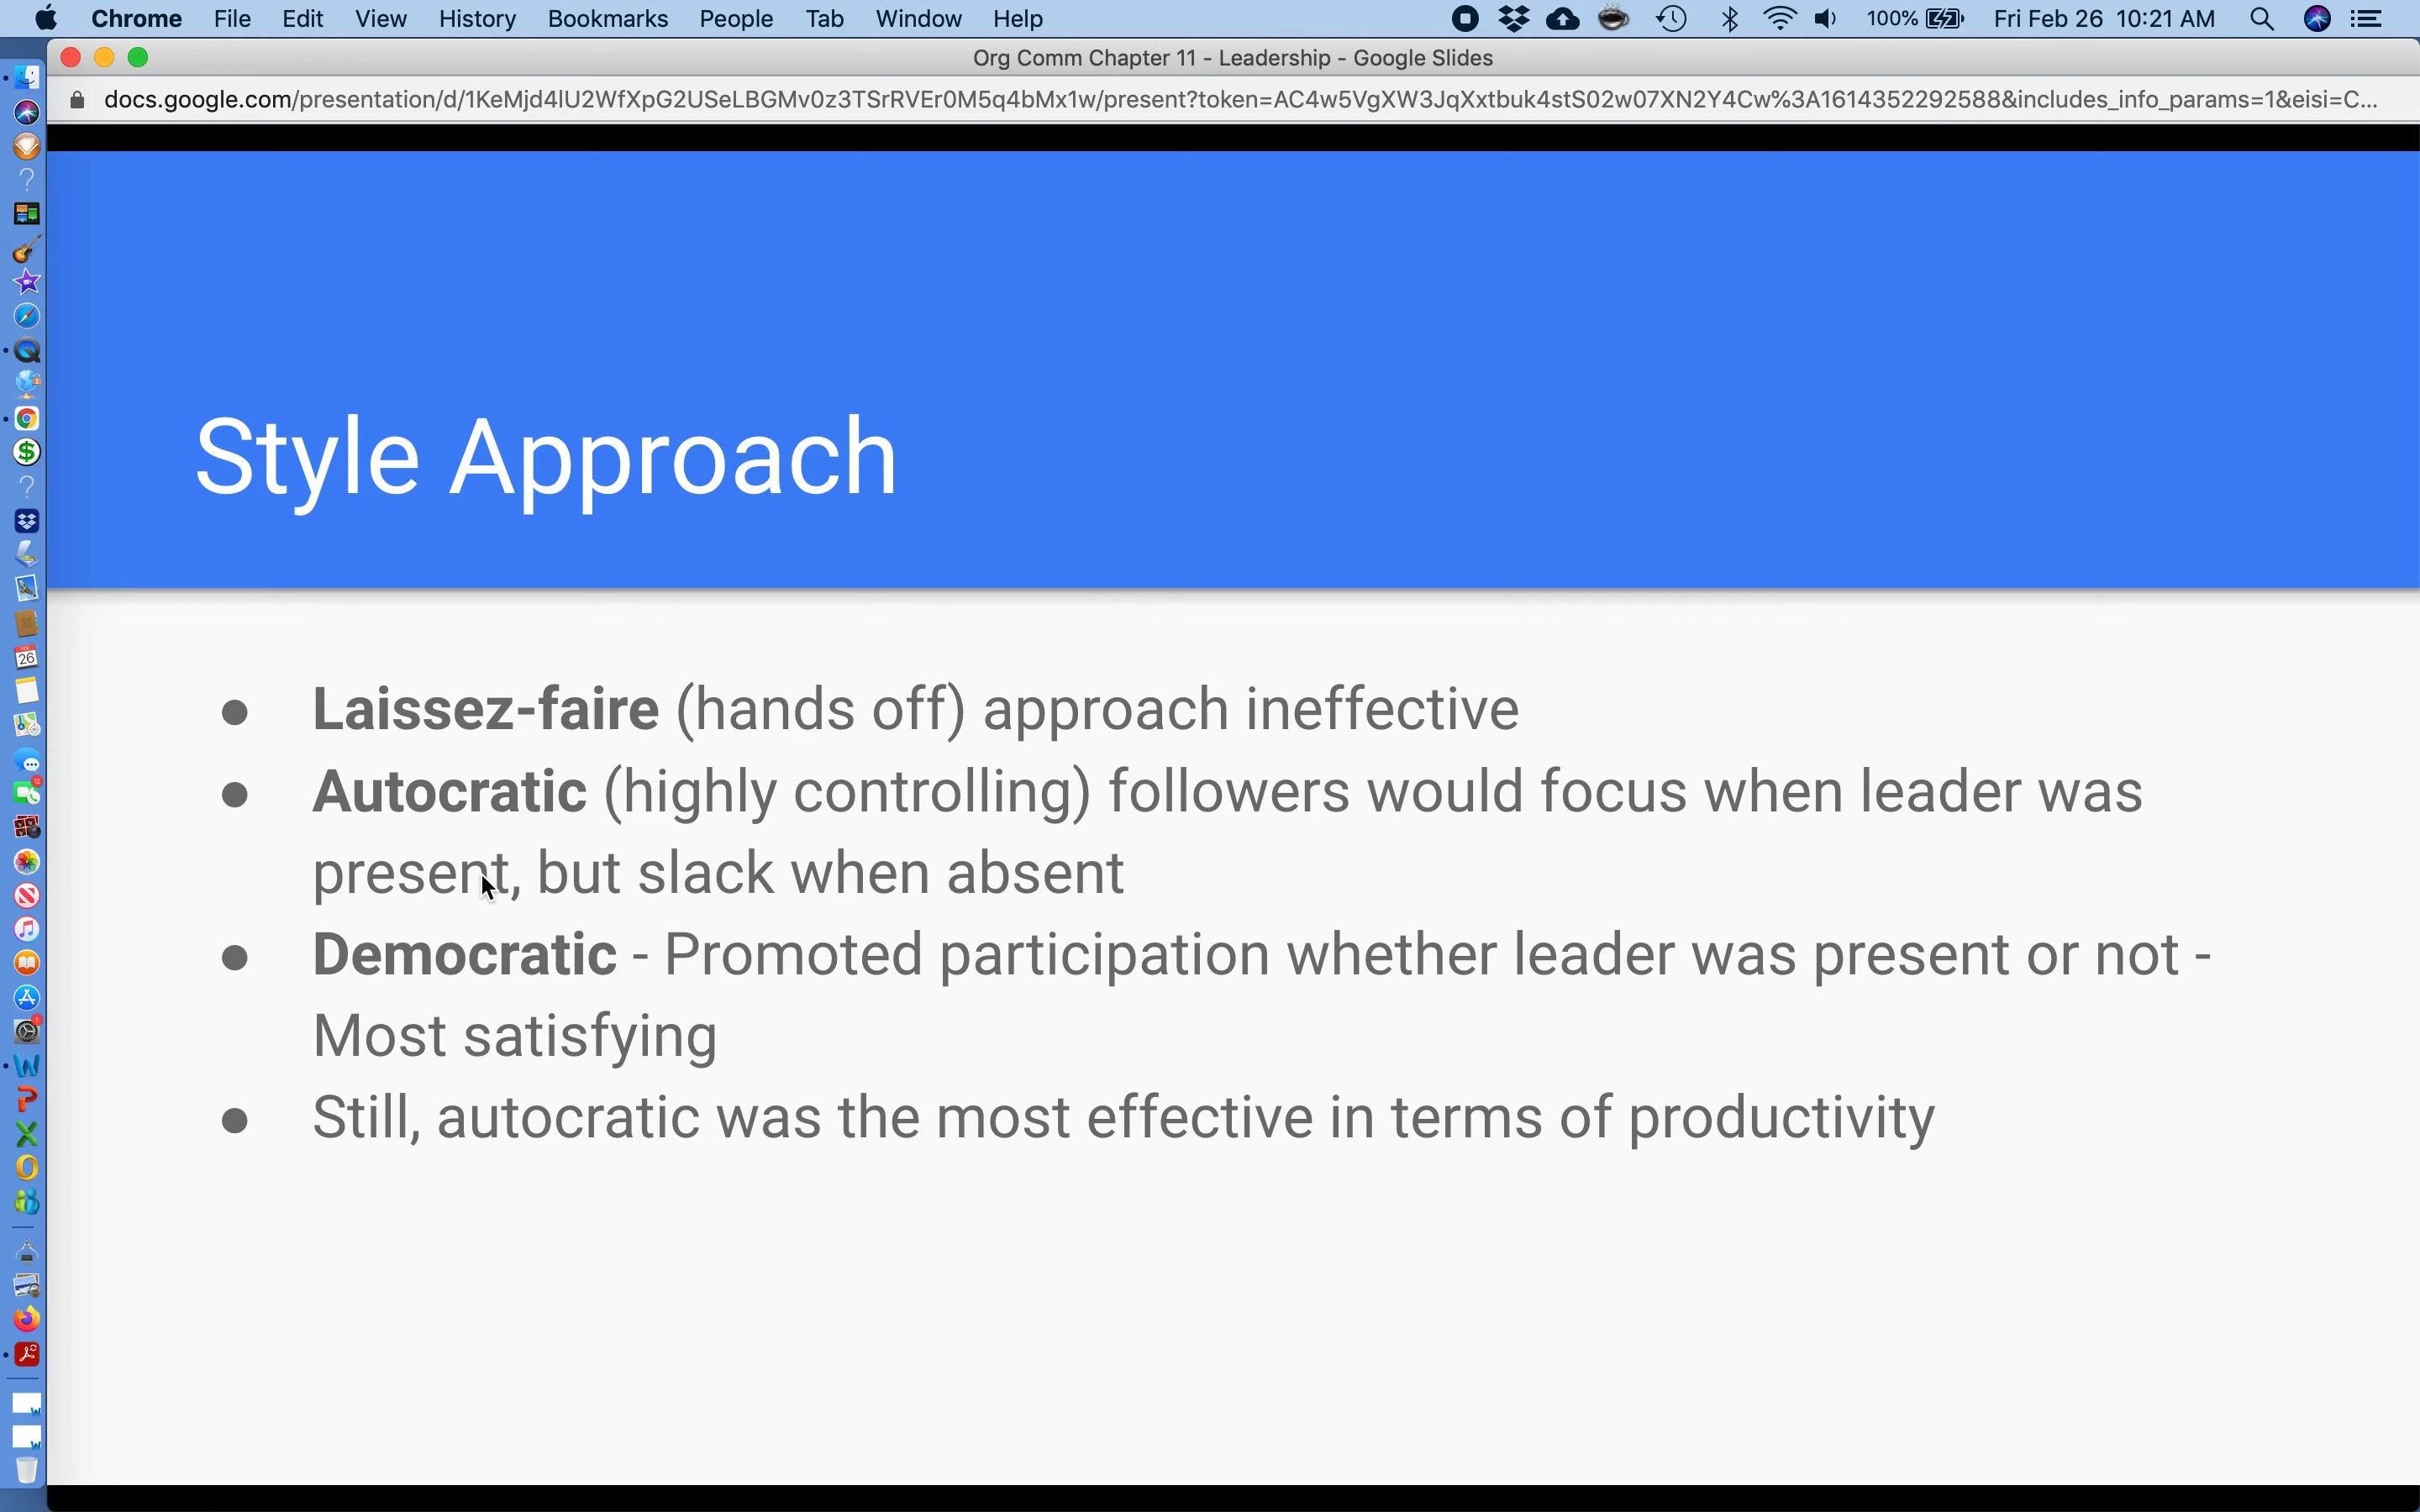 Chrome File Edit View History Bookmarks People Tab Window Help 100% Fri Feb 26 10:21 AM
Org Comm Chapter 11 - Leadership - Google Slides
docs.google.com/presentation/d/1KeMjd4lU2WfXpG2USeLBGMv0z3TSrRVEr0M5q4bMx1w/present?token=AC4w5VgXW3JqXxtbuk4stS02w07XN2Y4Cw%3A1614352292588&includes_info_params=1&eisi=C...
Style Approach
● Laissez-faire (hands off) approach ineffective
● Autocratic (highly controlling) followers would focus when leader was
present, but slack when absent
● Democratic - Promoted participation whether leader was present or not -
Most satisfying
● Still, autocratic was the most effective in terms of productivity